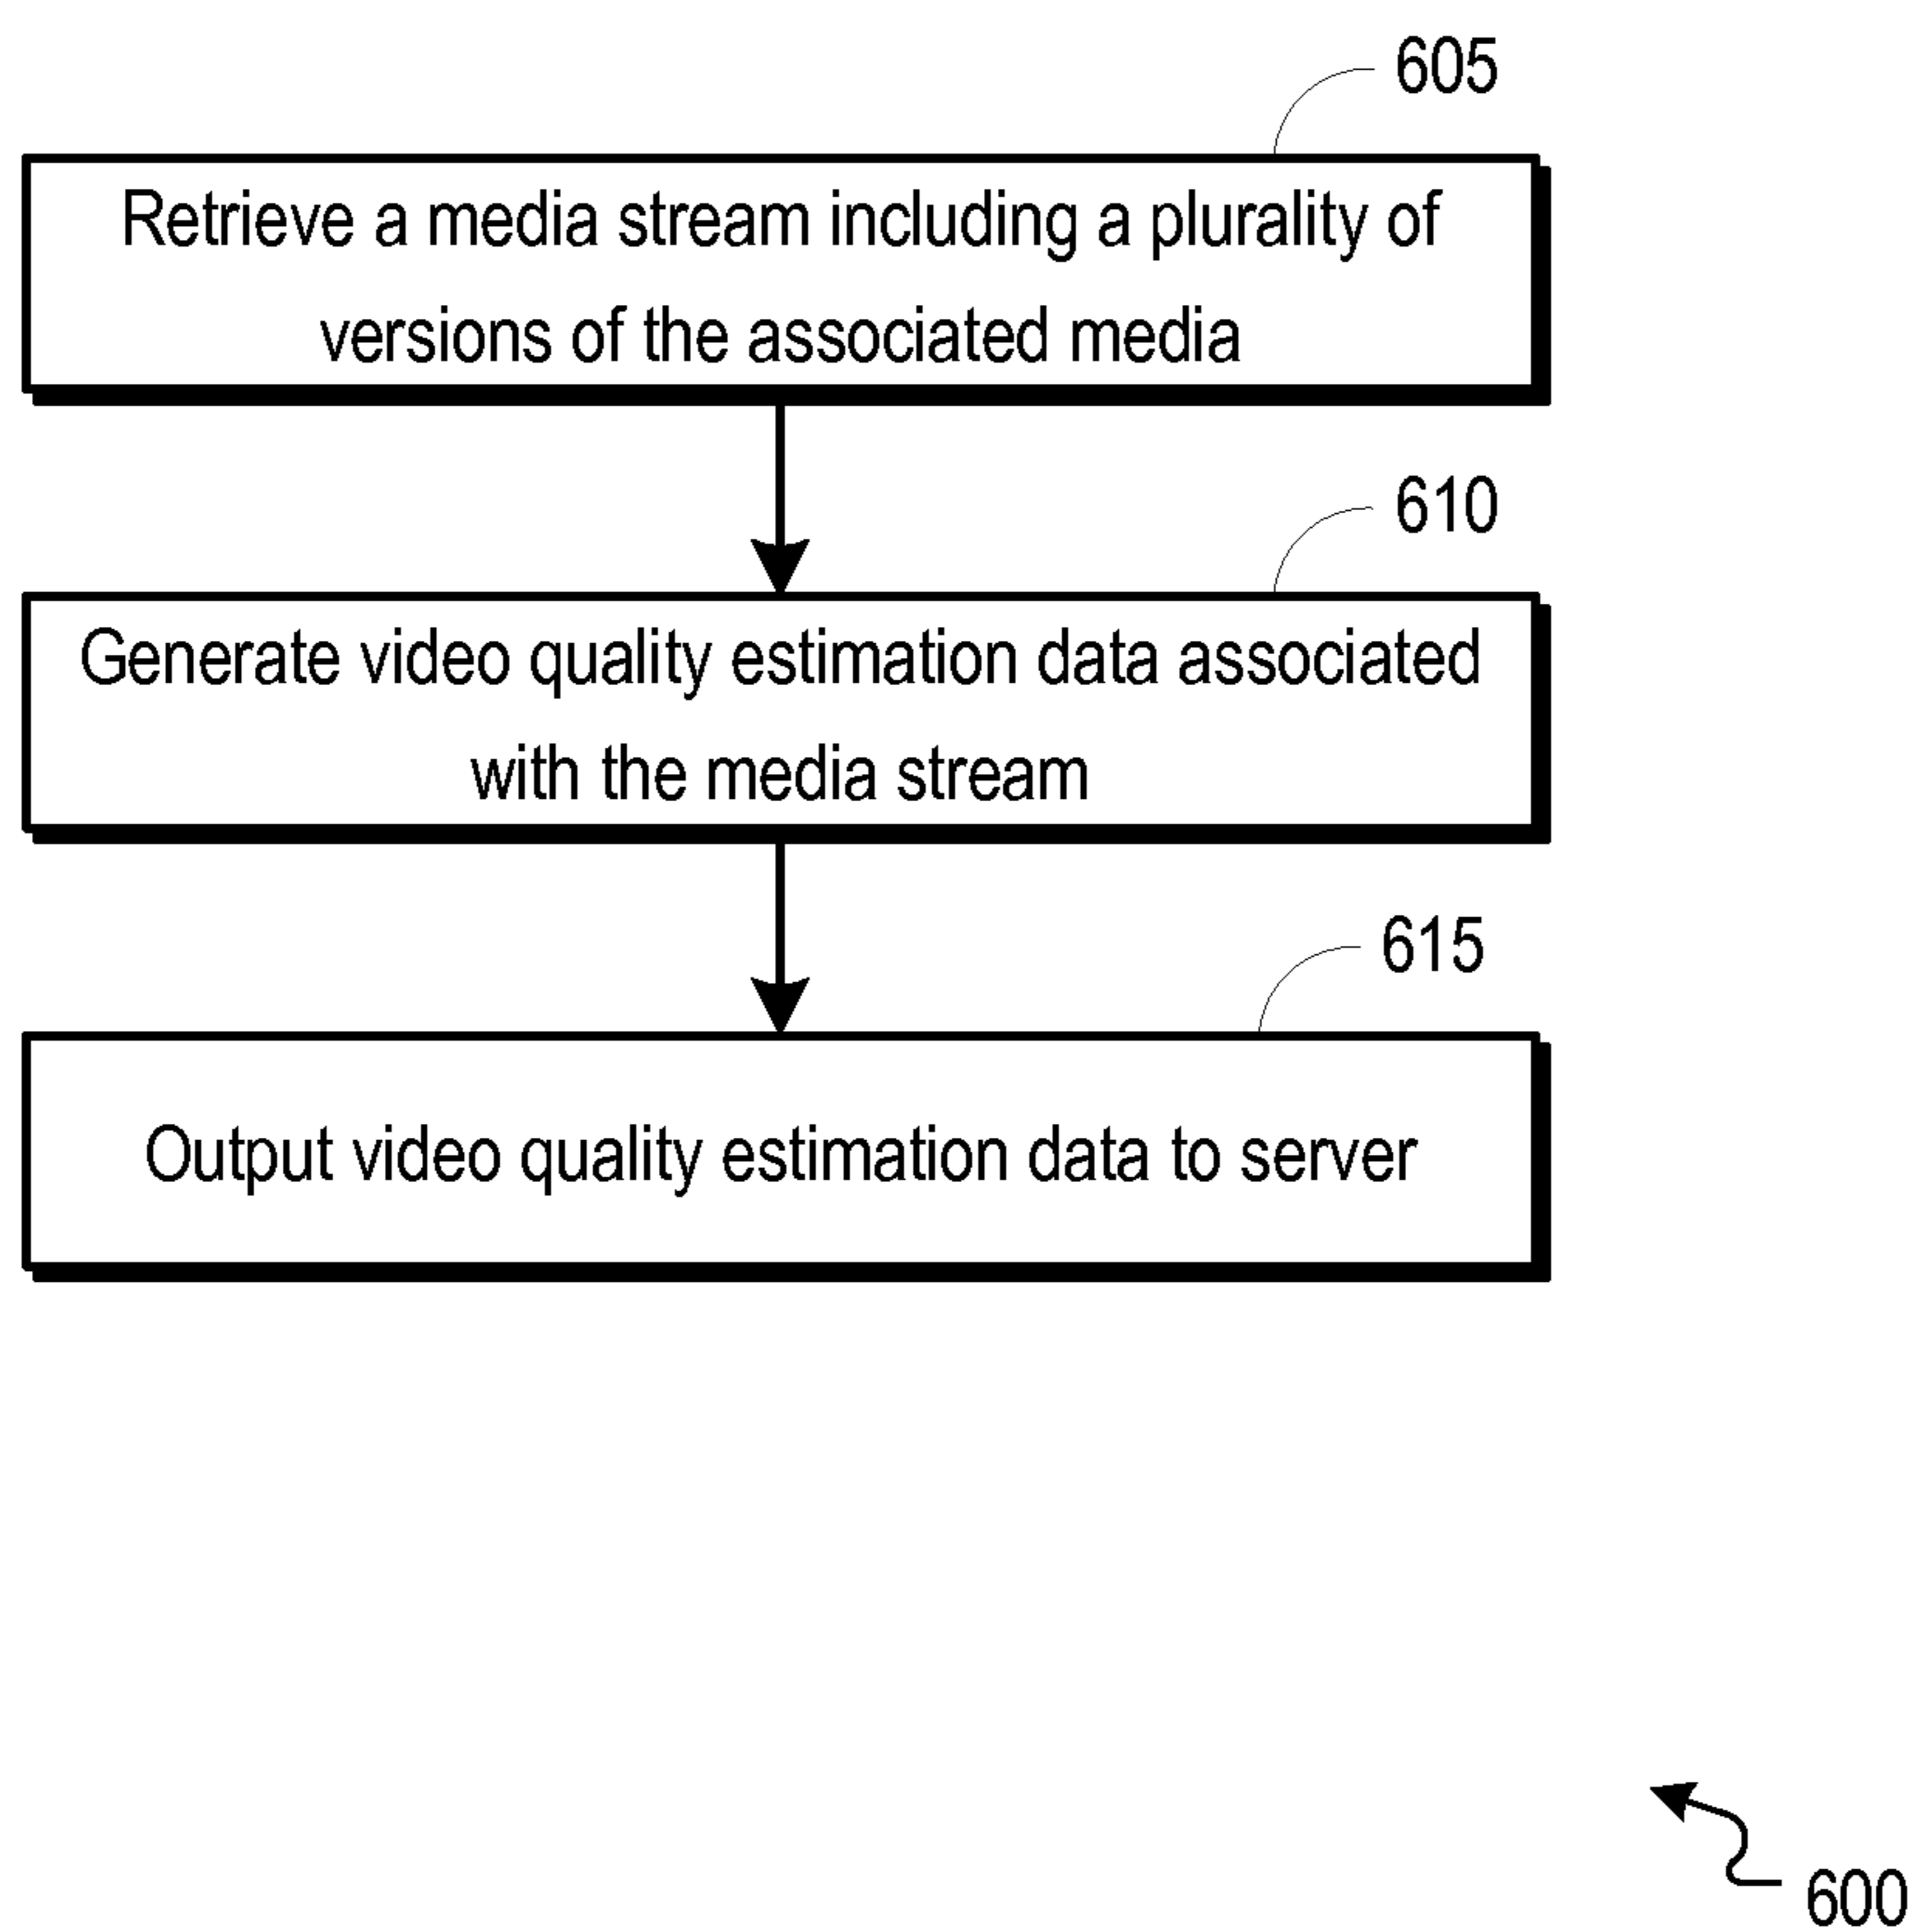 605
Retrieve a media stream including a plurality of
versions of the associated media
610
Generate video quality estimation data associated
with the media stream
615
Output video quality estimation data to server
600